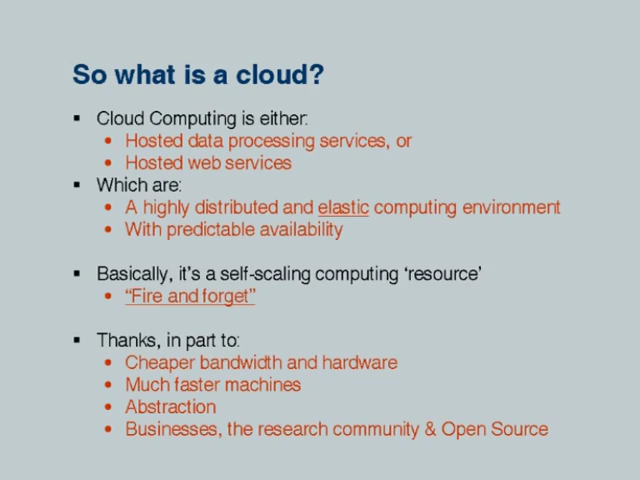 So what is a cloud?
▪ Cloud Computing is either:
• Hosted data processing services, or
• Hosted web services
▪ Which are:
• A highly distributed and elastic computing environment
• With predictable availability
▪ Basically, it's a self-scaling computing ‘resource’
• “Fire and forget”
▪ Thanks, in part to:
• Cheaper bandwidth and hardware
• Much faster machines
• Abstraction
• Businesses, the research community & Open Source